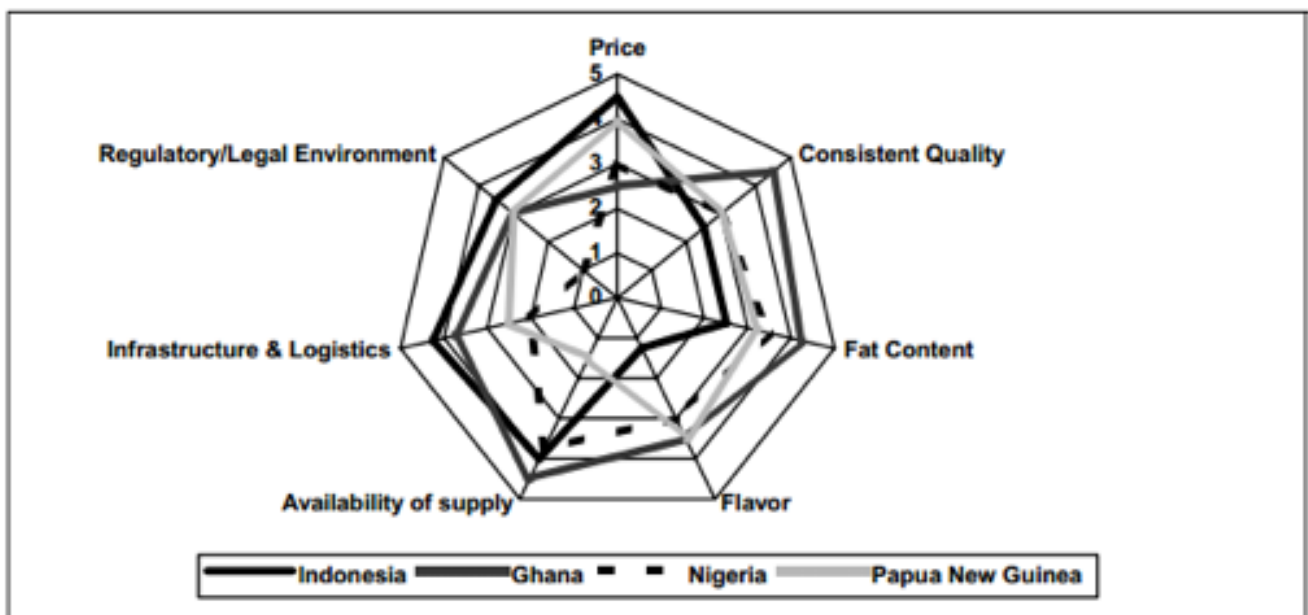 Price
5
4
Regulatory/Legal Environment
Consistent Quality
3
2
1
0
Infrastructure & Logistics
Fat Content
Availability of supply
Flavor
Indonesia Ghana Nigeria Papua New Guinea